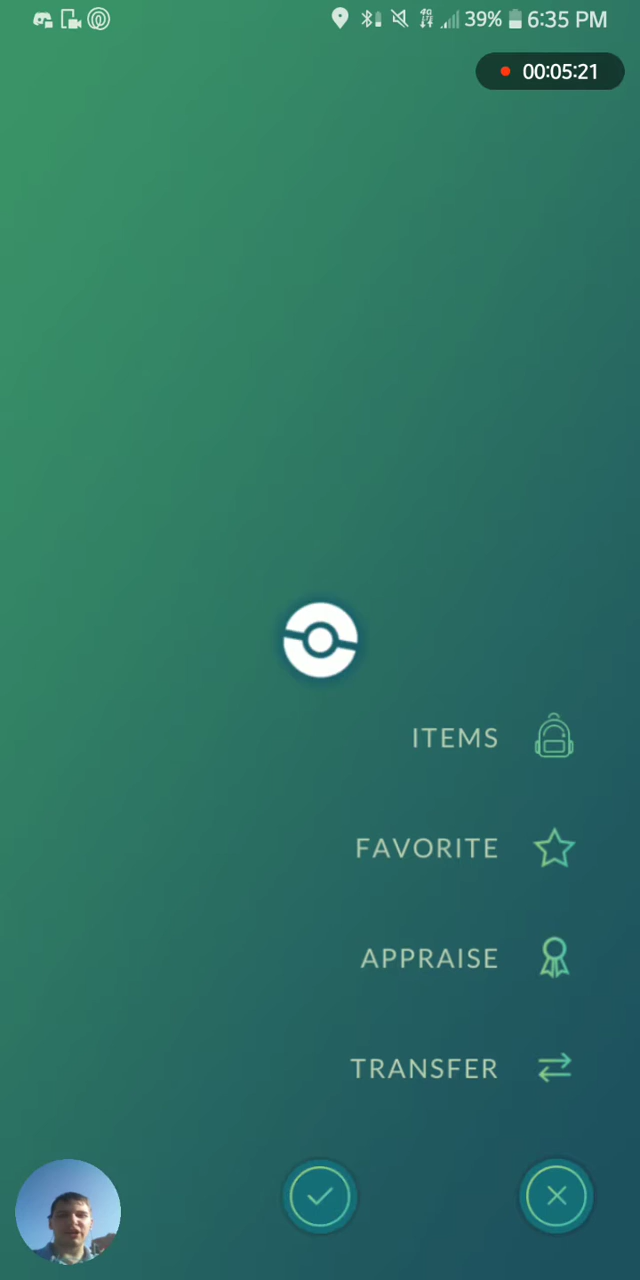 39% 6:35 PM
00:05:21
ITEMS
FAVORITE
APPRAISE
TRANSFER